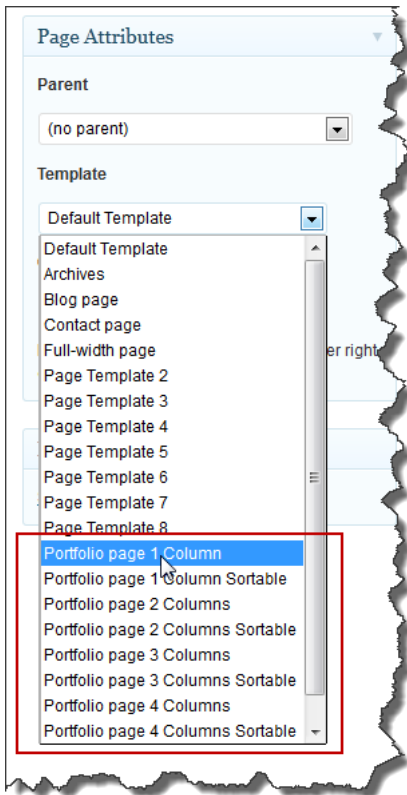 Page Attributes
Parent
(no parent)
Template
Default Template
Default Template
Archives
Blog page
Contact page
Full-width page
er right
Page Template 2
Page Template 3
Page Template 4
Page Template 5
Page Template 6
Page Template 7
Page Template 8
Portfolio page 1 Column
Portfolio page 1 Column Sortable
Portfolio page 2 Columns
Portfolio page 2 Columns Sortable
Portfolio page 3 Columns
Portfolio page 3 Columns Sortable
Portfolio page 4 Columns
Portfolio page 4 Columns Sortable